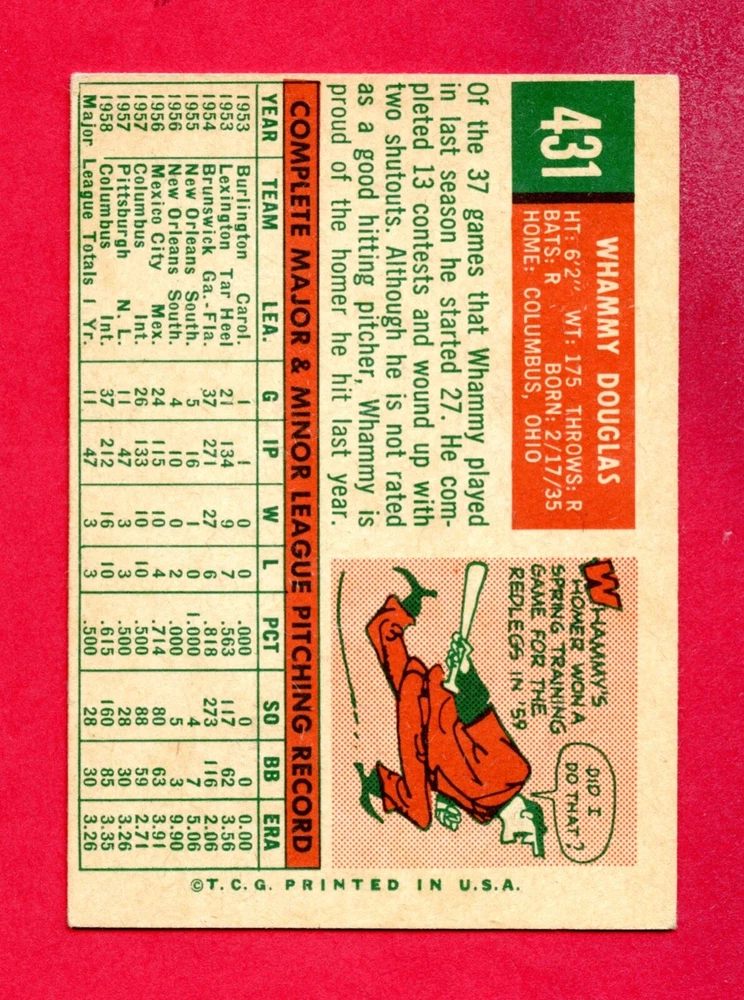 431
WHAMMY DOUGLAS
HT: 6'2" WT: 175 THROWS: R
BATS: R BORN: 2/17/35
HOME: COLUMBUS, OHIO
Of the 37 games that Whammy played
in last season he started 27. He com-
pleted 13 contests and wound up with
two shutouts. Although he is not rated
as a good hitting pitcher, Whammy is
proud of the homer he hit last year.
WHAMMY'S
HOMER WON A
SPRING TRAINING
GAME FOR THE
REDLEGS IN '59
DID I
DO THAT?
COMPLETE MAJOR & MINOR LEAGUE PITCHING RECORD
YEAR TEAM LEA. G IP W L PCT SO BB ERA
1953 Burlington Carol. 1 1 0 0 .000 0 0 0.00
1953 Lexington Tar Heel 21 134 9 7 .563 117 62 3.56
1954 Brunswick Ga.-Fla. 37 271 27 6 .818 273 116 2.06
1955 New Orleans South. 5 16 1 0 1.000 4 7 5.06
1956 New Orleans South. 4 10 0 2 .000 5 3 9.90
1956 Mexico City Mex. 24 115 10 4 .714 80 63 3.91
1957 Columbus Int. 26 133 10 10 .500 88 59 2.71
1957 Pittsburgh N. L. 11 47 3 3 .500 28 30 3.26
1958 Columbus Int. 37 212 16 10 .615 160 85 3.35
Major League Totals 1 Yr. 11 47 3 3 .500 28 30 3.26
©T.C.G. PRINTED IN U.S.A.